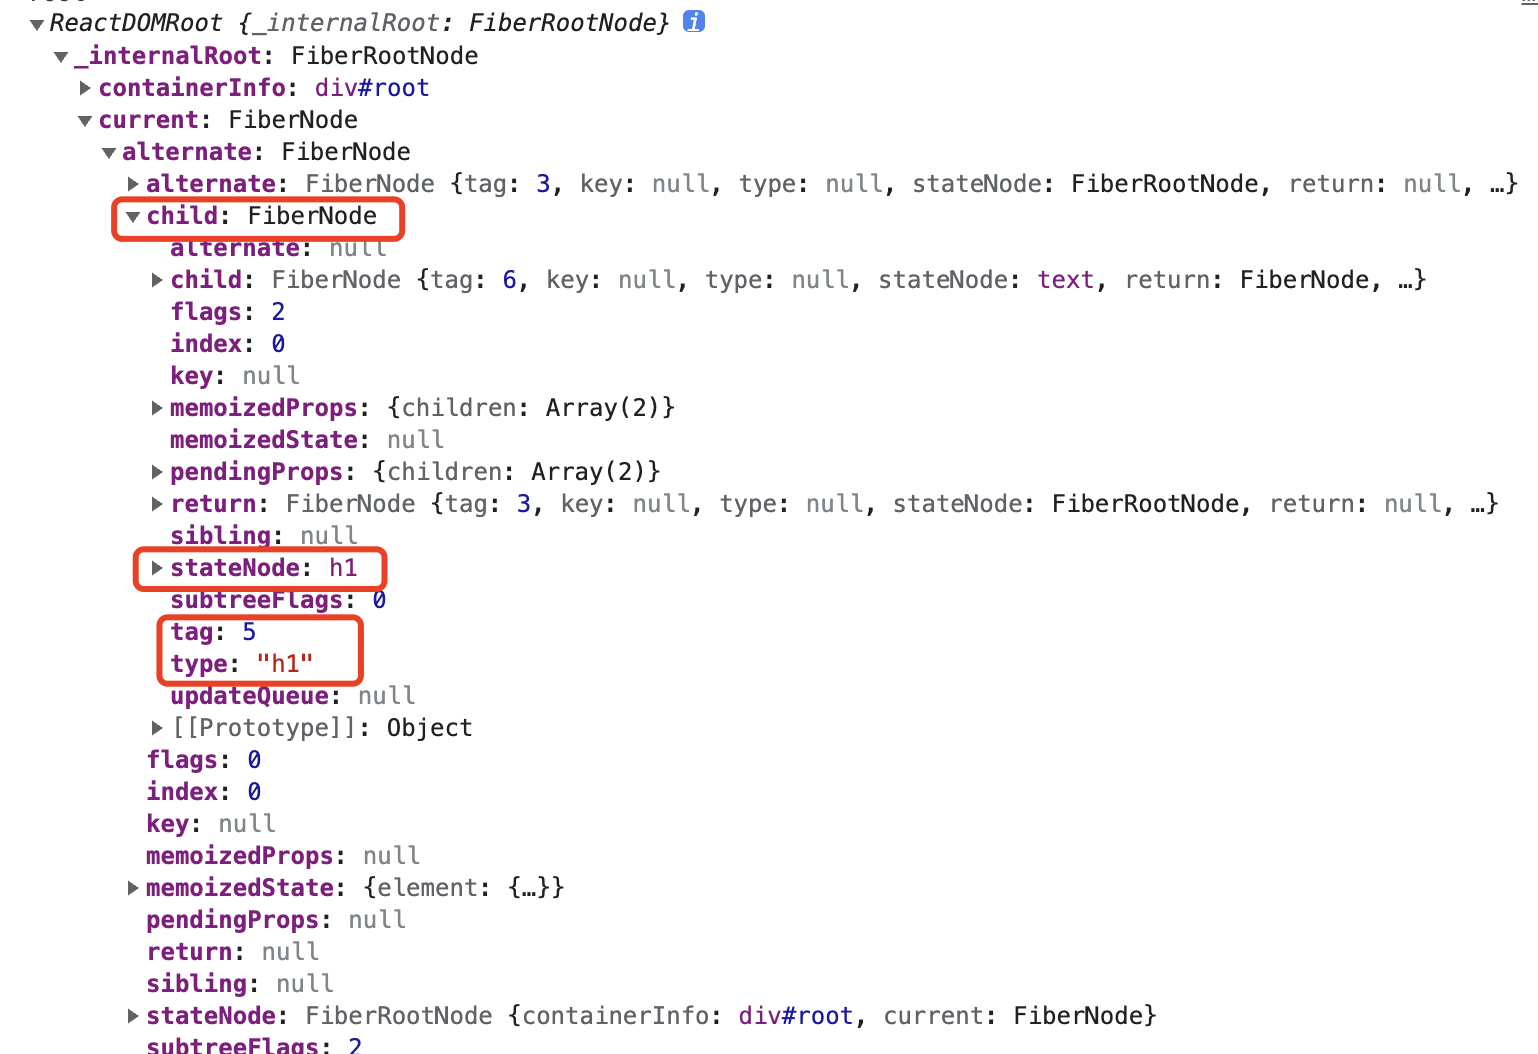 ReactDOMRoot {_internalRoot: FiberRootNode} i
_internalRoot: FiberRootNode
containerInfo: div#root
current: FiberNode
alternate: FiberNode
alternate: FiberNode {tag: 3, key: null, type: null, stateNode: FiberRootNode, return: null, …}
child: FiberNode
alternate: null
child: FiberNode {tag: 6, key: null, type: null, stateNode: text, return: FiberNode, …}
flags: 2
index: 0
key: null
memoizedProps: {children: Array(2)}
memoizedState: null
pendingProps: {children: Array(2)}
return: FiberNode {tag: 3, key: null, type: null, stateNode: FiberRootNode, return: null, …}
sibling: null
stateNode: h1
subtreeFlags: 0
tag: 5
type: "h1"
updateQueue: null
[[Prototype]]: Object
flags: 0
index: 0
key: null
memoizedProps: null
memoizedState: {element: {…}}
pendingProps: null
return: null
sibling: null
stateNode: FiberRootNode {containerInfo: div#root, current: FiberNode}
subtreeFlags: 2